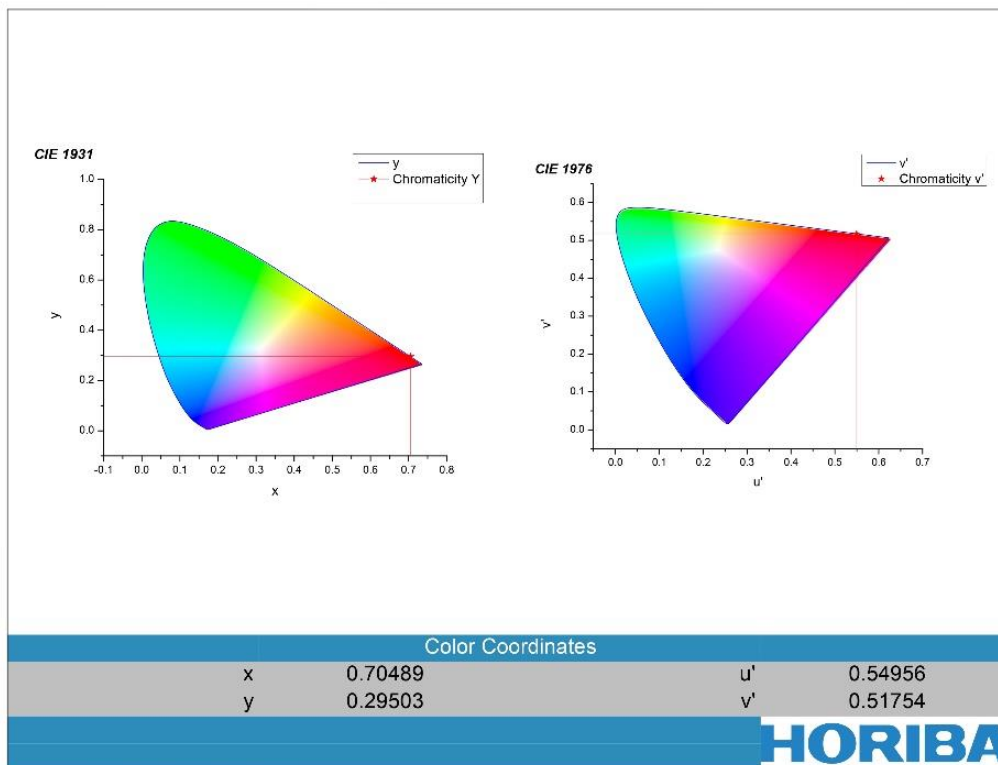 CIE 1931
y
Chromaticity Y
1.0
0.8
0.6
0.4
0.2
0.0
y
-0.1 0.0 0.1 0.2 0.3 0.4 0.5 0.6 0.7 0.8
x
CIE 1976
v'
Chromaticity v'
0.6
0.5
0.4
0.3
0.2
0.1
0.0
v'
0.0 0.1 0.2 0.3 0.4 0.5 0.6 0.7
u'
Color Coordinates
x 0.70489 u' 0.54956
y 0.29503 v' 0.51754
HORIBA